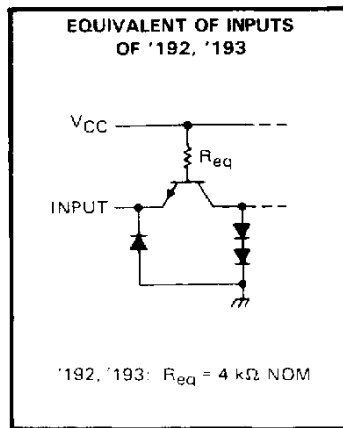 EQUIVALENT OF INPUTS
OF '192, '193
VCC
Req
INPUT
'192, '193: Req = 4 kΩ NOM